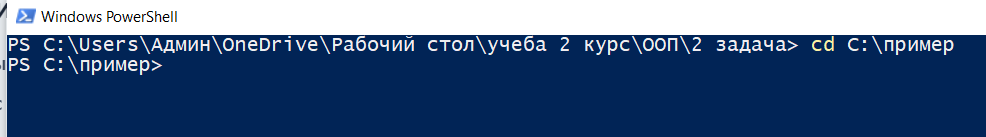 Windows PowerShell
PS C:\Users\Админ\OneDrive\Рабочий стол\учеба 2 курс\ООП\2 задача> cd C:\пример
PS C:\пример>